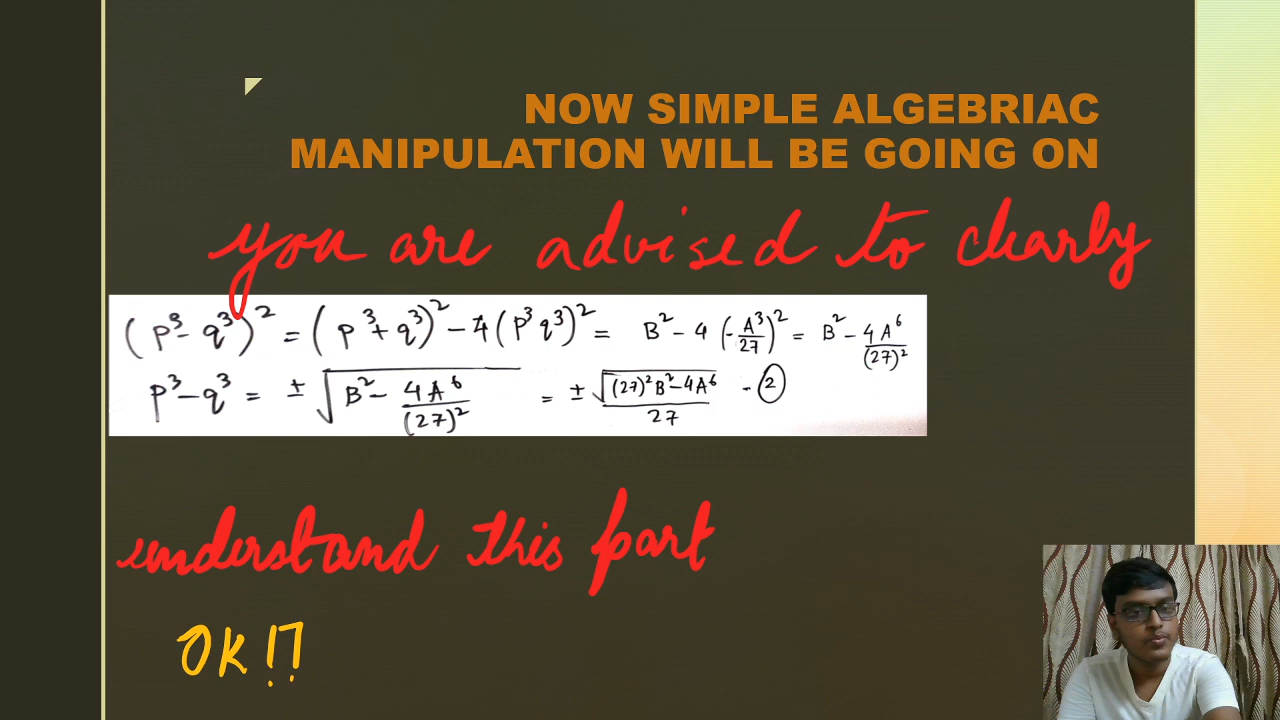 NOW SIMPLE ALGEBRIAC
MANIPULATION WILL BE GOING ON
you are advised to clearly
(p³- q³)² = (p³+ q³)² - 4(p³q³)² = B² - 4(-A³/27)² = B² - 4A⁶/(27)²
p³-q³ = ± √(B² - 4A⁶/(27)²) = ± √((27)²B²-4A⁶)/27 - ②
understand this part
OK!?